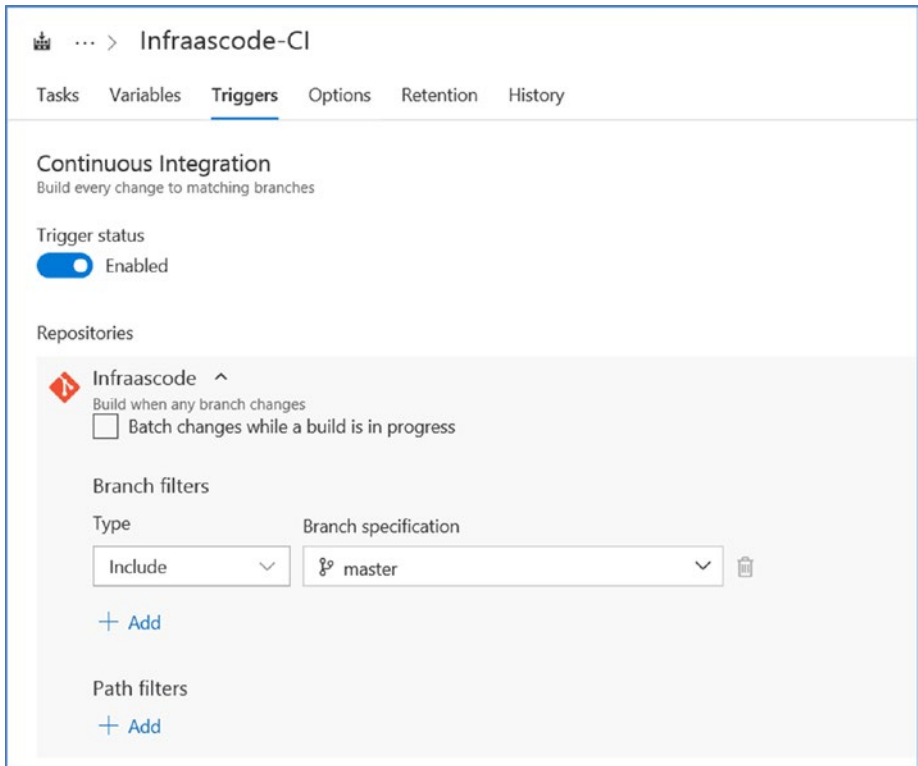 ... > Infraascode-CI
Tasks Variables Triggers Options Retention History
Continuous Integration
Build every change to matching branches
Trigger status
Enabled
Repositories
Infraascode
Build when any branch changes
Batch changes while a build is in progress
Branch filters
Type Branch specification
Include master
+ Add
Path filters
+ Add